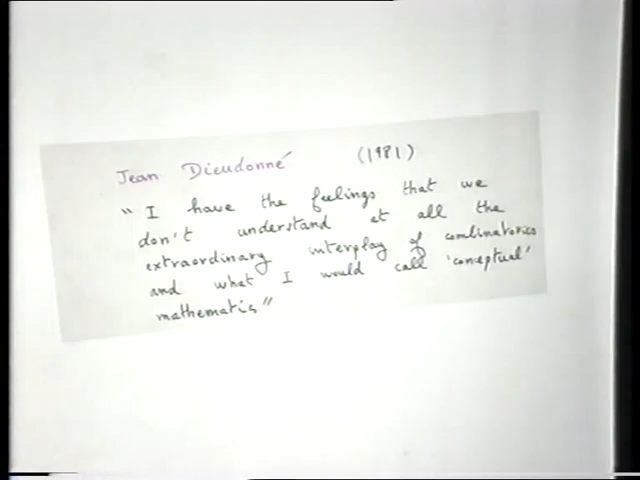 Jean Dieudonné (1981)
"I have the feelings that we
don't understand at all the
extraordinary interplay of combinatorics
and what I would call 'conceptual'
mathematics"